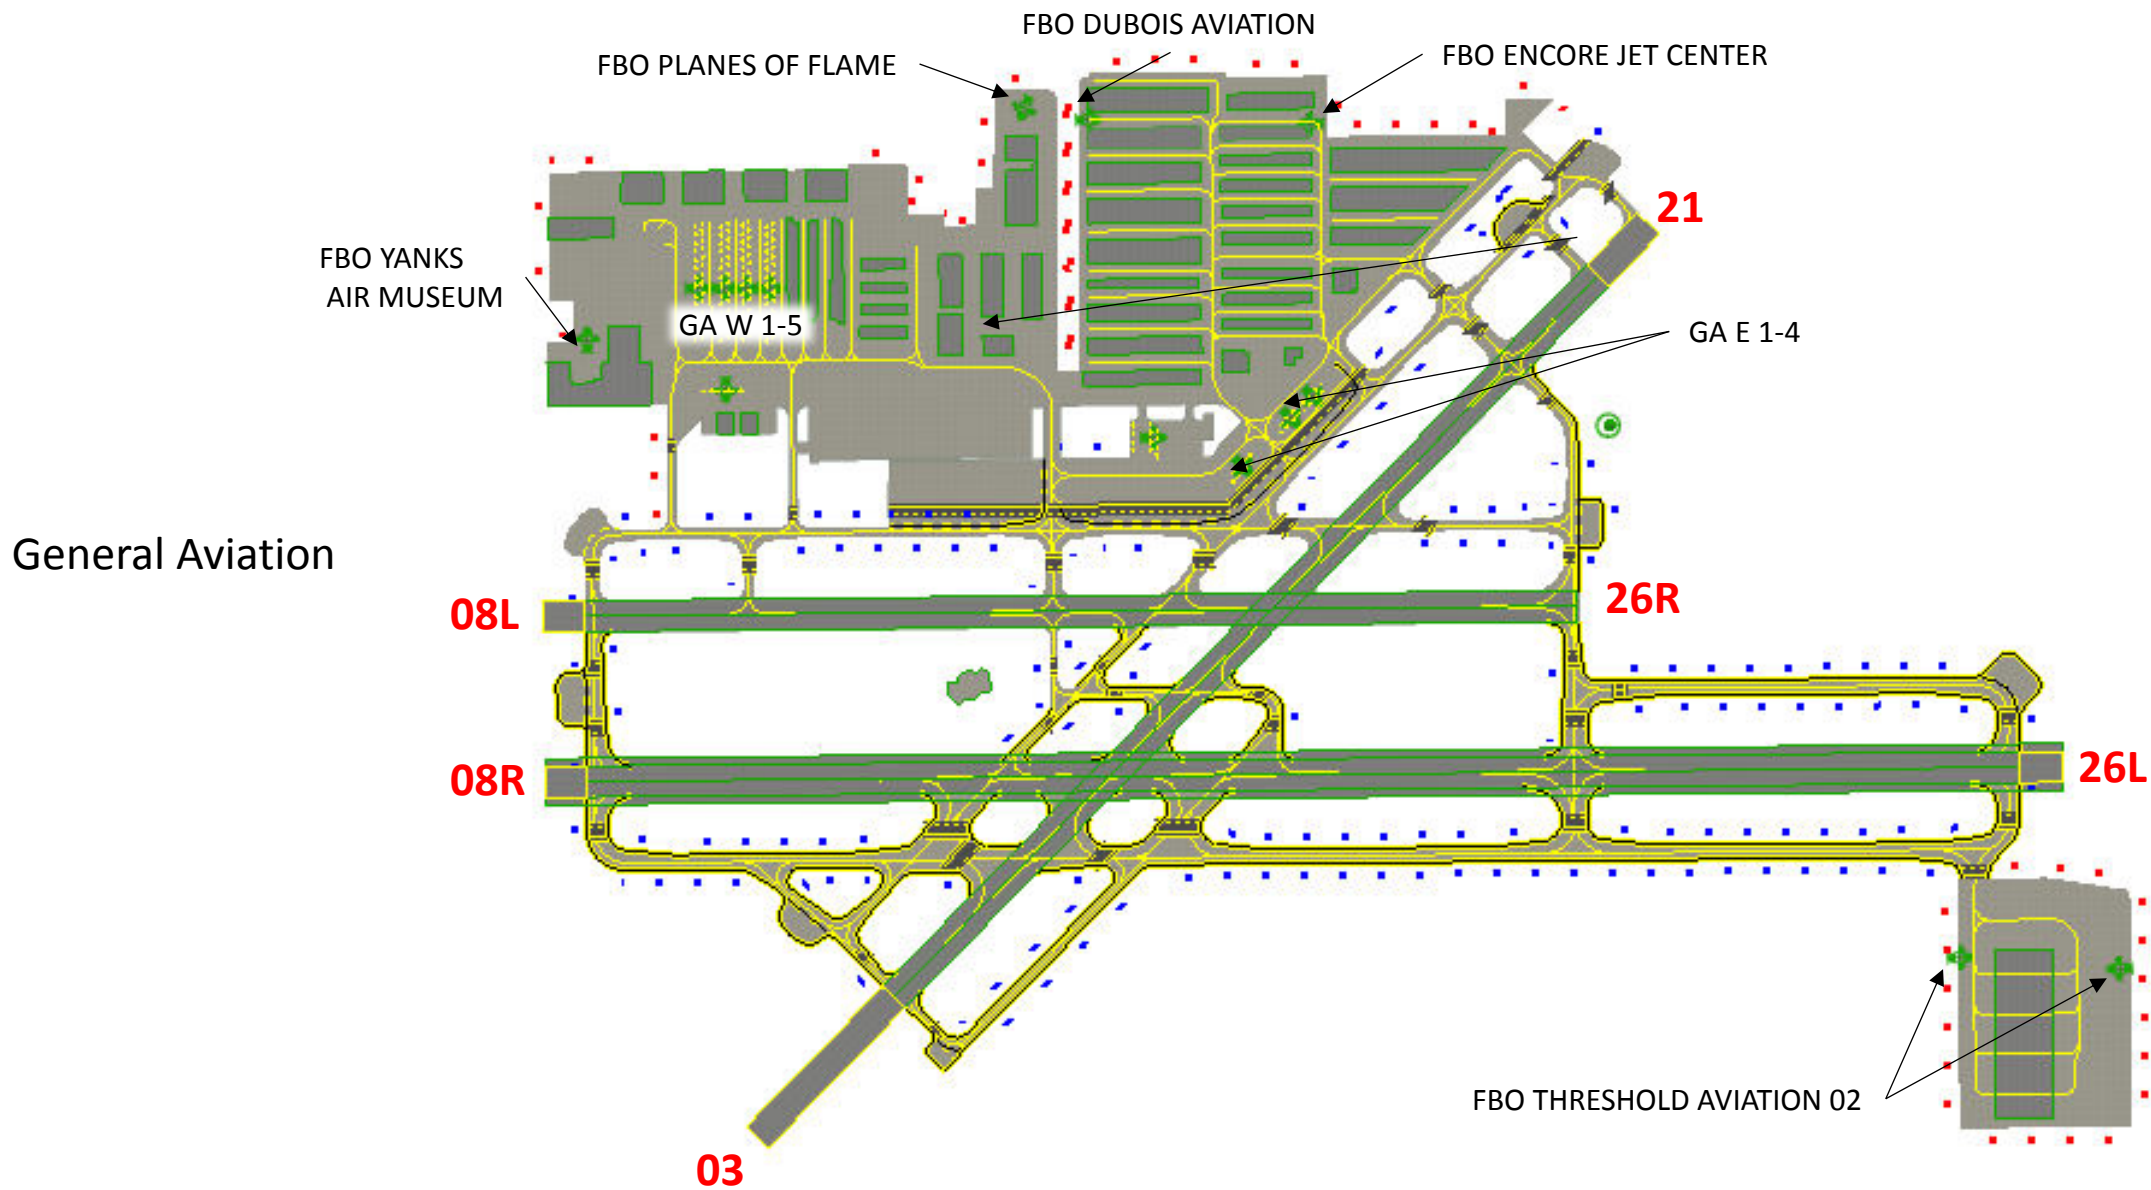 FBO DUBOIS AVIATION
FBO PLANES OF FLAME
FBO ENCORE JET CENTER
21
FBO YANKS
AIR MUSEUM
GA W 1-5
GA E 1-4
General Aviation
08L
26R
08R
26L
FBO THRESHOLD AVIATION 02
03